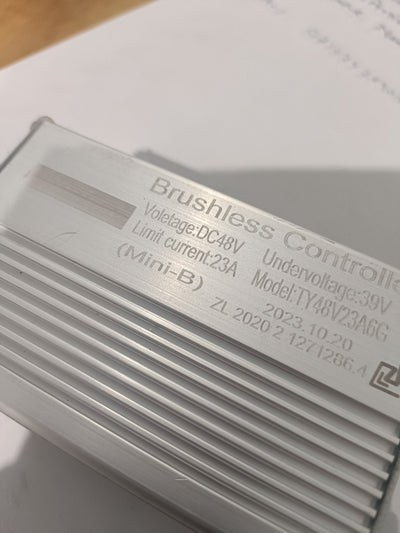 Brushless Controlle
Voletage:DC48V Undervoltage:39V
Limit current:23A Model:TY48V23A6G
(Mini-B) 2023.10.20
ZL 2020 2 1271286.4